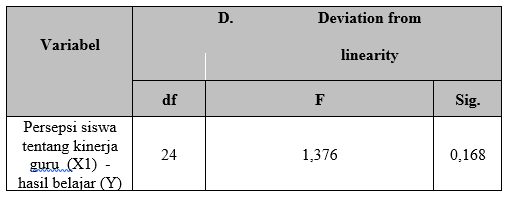 Variabel
D. Deviation from
linearity
df
F
Sig.
Persepsi siswa
tentang kinerja
guru (X1) -
hasil belajar (Y)
24
1,376
0,168